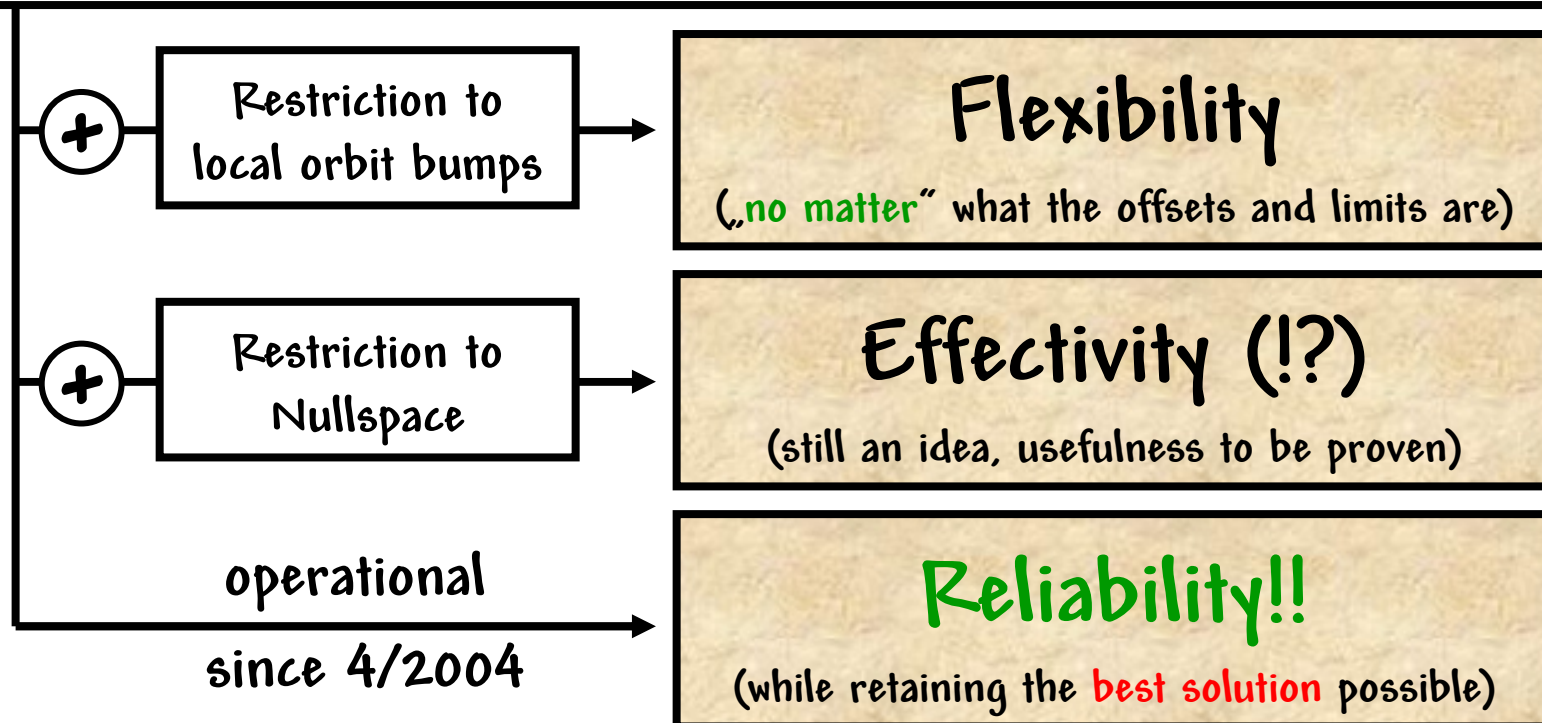 +
Restriction to
local orbit bumps
Flexibility
(„no matter“ what the offsets and limits are)
+
Restriction to
Nullspace
Effectivity (!?)
(still an idea, usefulness to be proven)
operational
since 4/2004
Reliability!!
(while retaining the best solution possible)